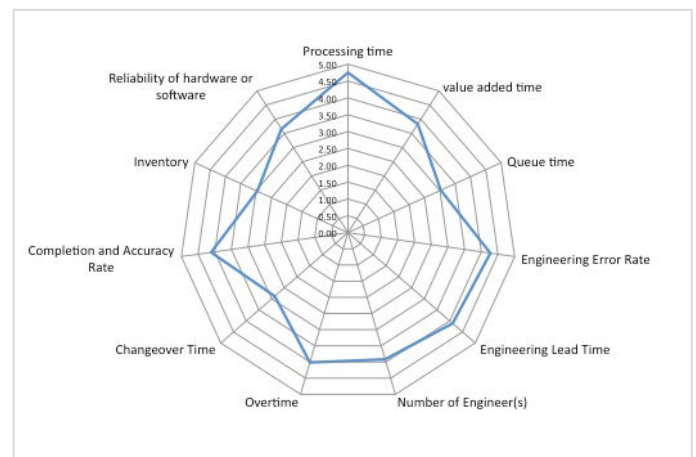 Processing time
5.00
4.50
4.00
3.50
3.00
2.50
2.00
1.50
1.00
0.50
0.00
value added time
Queue time
Engineering Error Rate
Engineering Lead Time
Number of Engineer(s)
Overtime
Changeover Time
Completion and Accuracy
Rate
Inventory
Reliability of hardware or
software